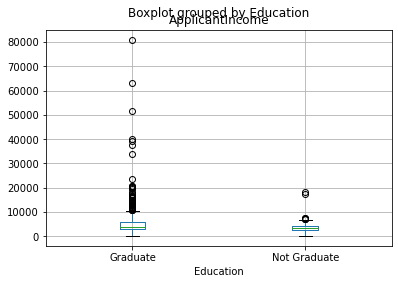 Boxplot grouped by Education
ApplicantIncome
80000
70000
60000
50000
40000
30000
20000
10000
0
Graduate
Not Graduate
Education